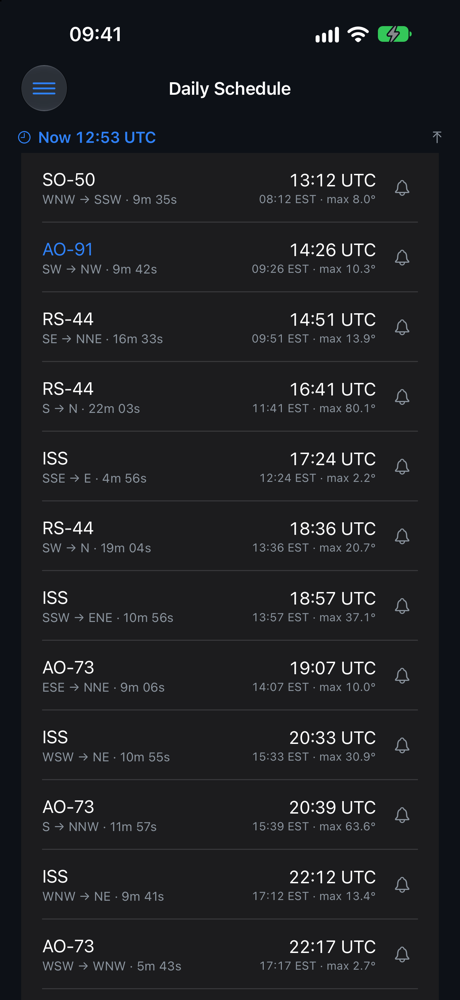 09:41
Daily Schedule
Now 12:53 UTC
SO-50 13:12 UTC
WNW → SSW · 9m 35s 08:12 EST · max 8.0°
AO-91 14:26 UTC
SW → NW · 9m 42s 09:26 EST · max 10.3°
RS-44 14:51 UTC
SE → NNE · 16m 33s 09:51 EST · max 13.9°
RS-44 16:41 UTC
S → N · 22m 03s 11:41 EST · max 80.1°
ISS 17:24 UTC
SSE → E · 4m 56s 12:24 EST · max 2.2°
RS-44 18:36 UTC
SW → N · 19m 04s 13:36 EST · max 20.7°
ISS 18:57 UTC
SSW → ENE · 10m 56s 13:57 EST · max 37.1°
AO-73 19:07 UTC
ESE → NNE · 9m 06s 14:07 EST · max 10.0°
ISS 20:33 UTC
WSW → NE · 10m 55s 15:33 EST · max 30.9°
AO-73 20:39 UTC
S → NNW · 11m 57s 15:39 EST · max 63.6°
ISS 22:12 UTC
WNW → NE · 9m 41s 17:12 EST · max 13.4°
AO-73 22:17 UTC
WSW → WNW · 5m 43s 17:17 EST · max 2.7°